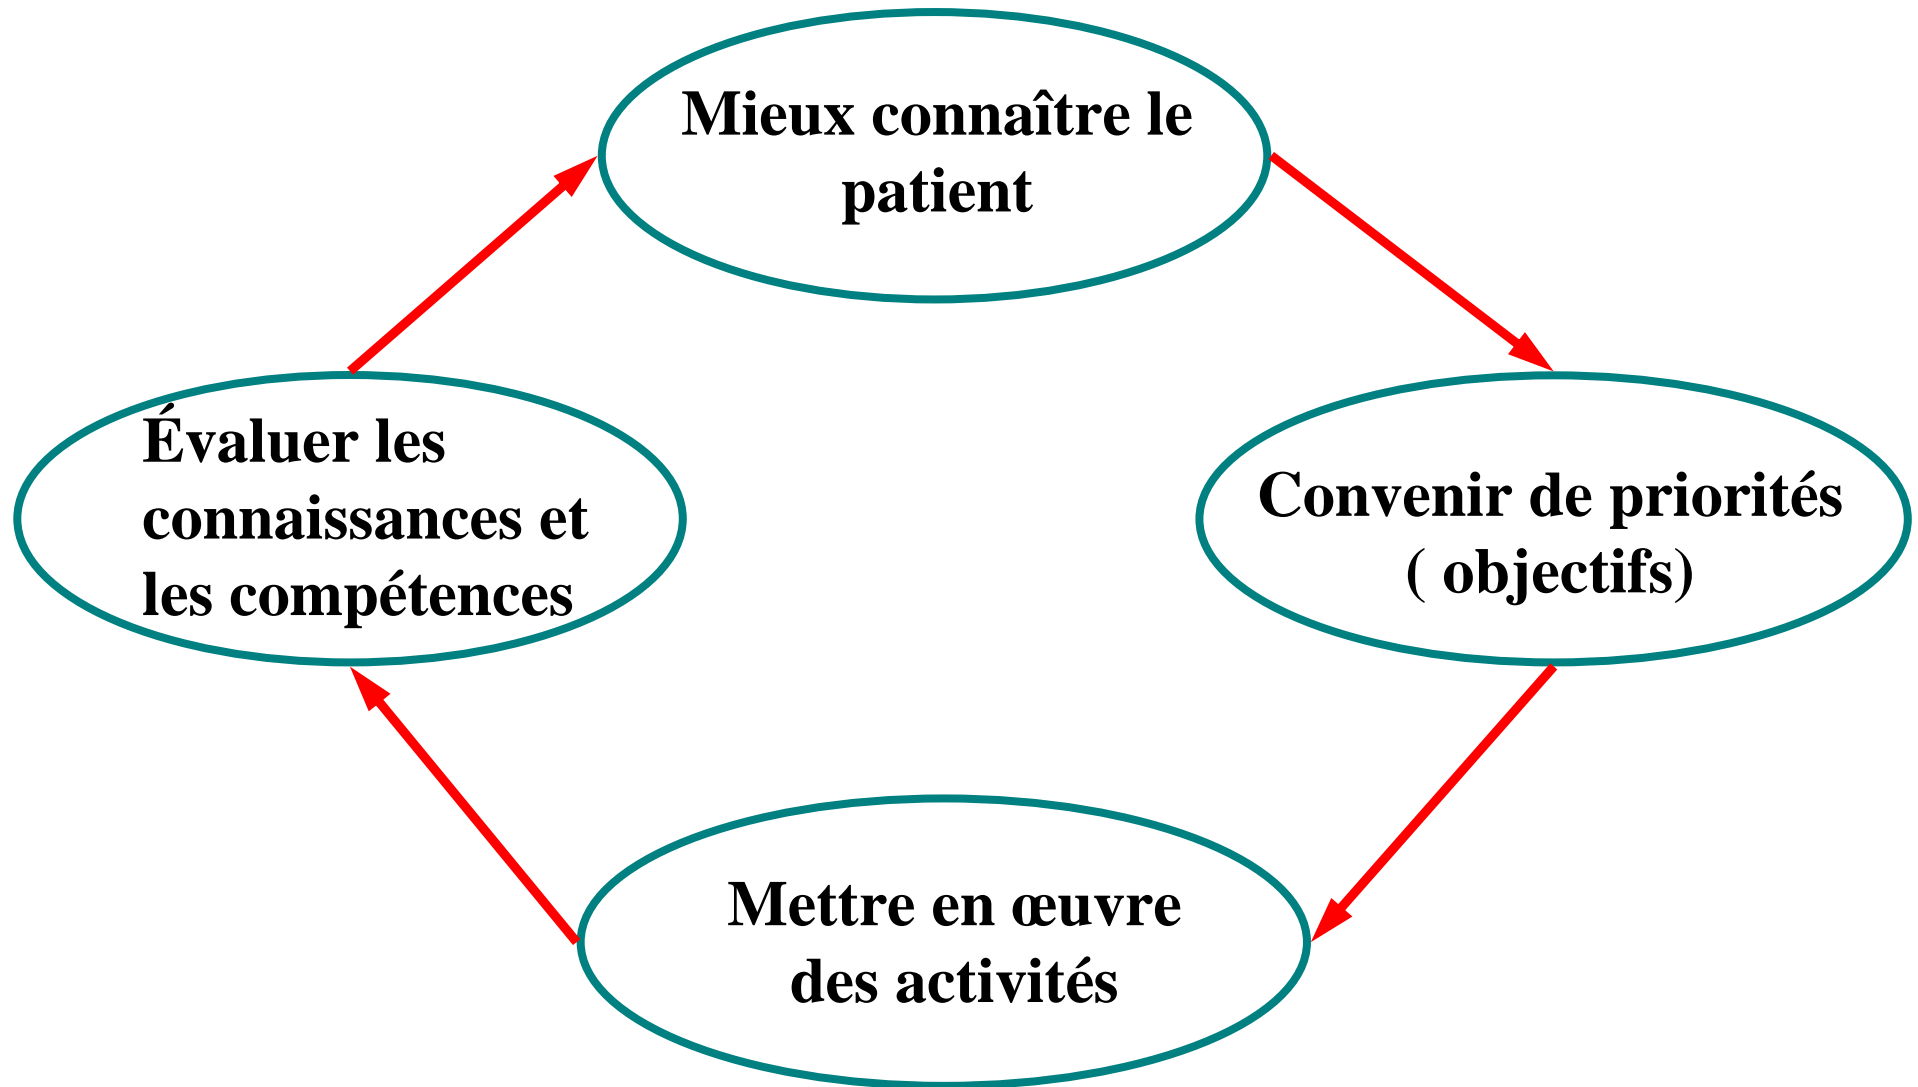 Mieux connaître le
patient
Convenir de priorités
( objectifs)
Mettre en œuvre
des activités
Évaluer les
connaissances et
les compétences